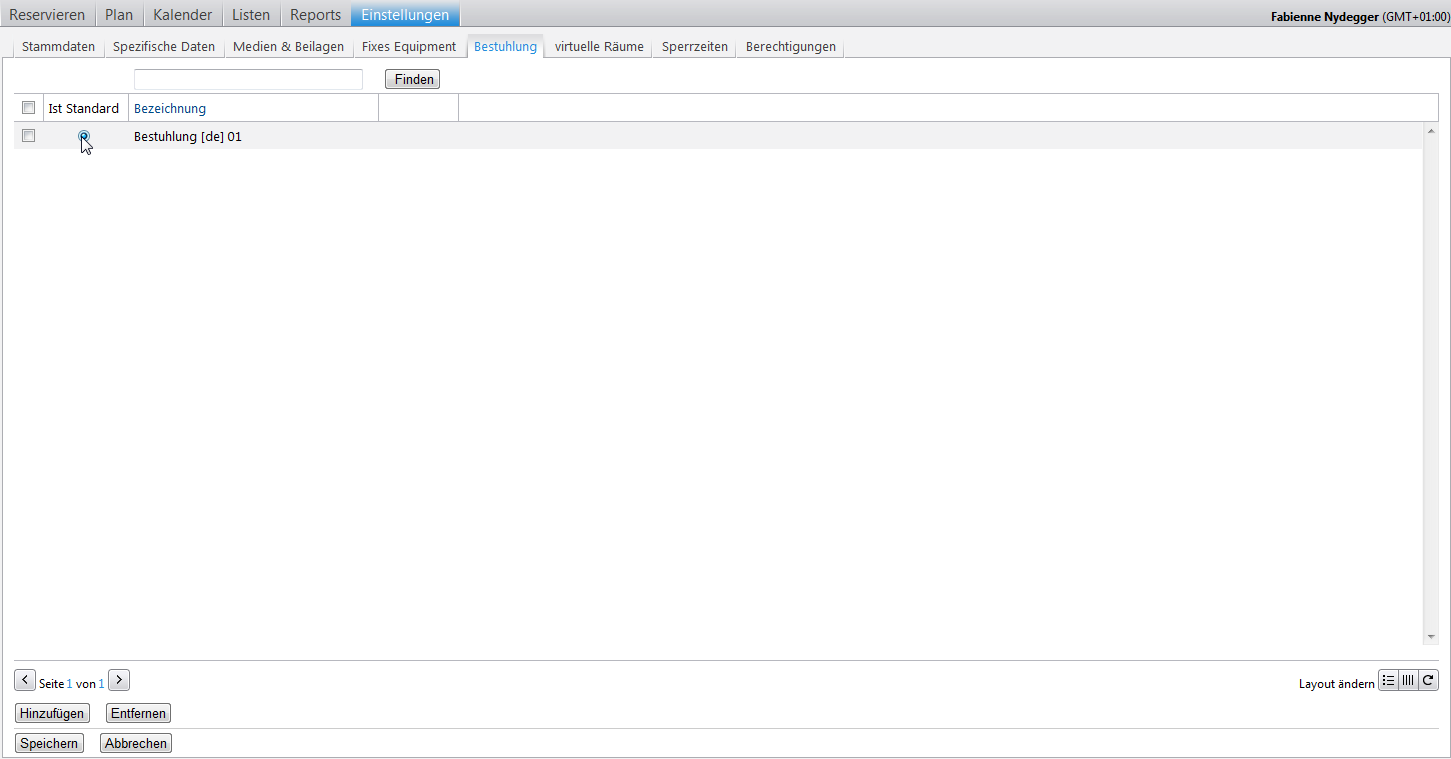 Reservieren Plan Kalender Listen Reports Einstellungen Fabienne Nydegger (GMT+01:00)
Stammdaten Spezifische Daten Medien & Beilagen Fixes Equipment Bestuhlung virtuelle Räume Sperrzeiten Berechtigungen
Finden
Ist Standard Bezeichnung
Bestuhlung [de] 01
Seite 1 von 1 Layout ändern
Hinzufügen Entfernen
Speichern Abbrechen